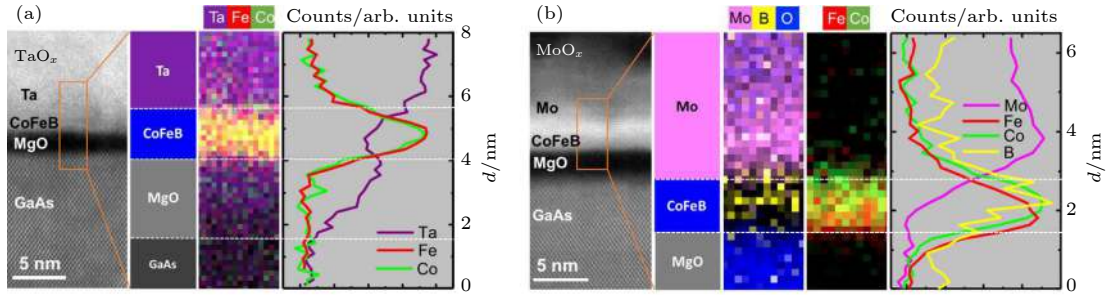 (a)
Ta Fe Co
Counts/arb. units
TaOx
Ta
CoFeB
MgO
GaAs
5 nm
Ta
CoFeB
MgO
GaAs
Ta
Fe
Co
8
6
4
2
0
d/nm
(b)
Mo B O
Fe Co
Counts/arb. units
MoOx
Mo
CoFeB
MgO
GaAs
5 nm
Mo
CoFeB
MgO
Mo
Fe
Co
B
6
4
2
0
d/nm